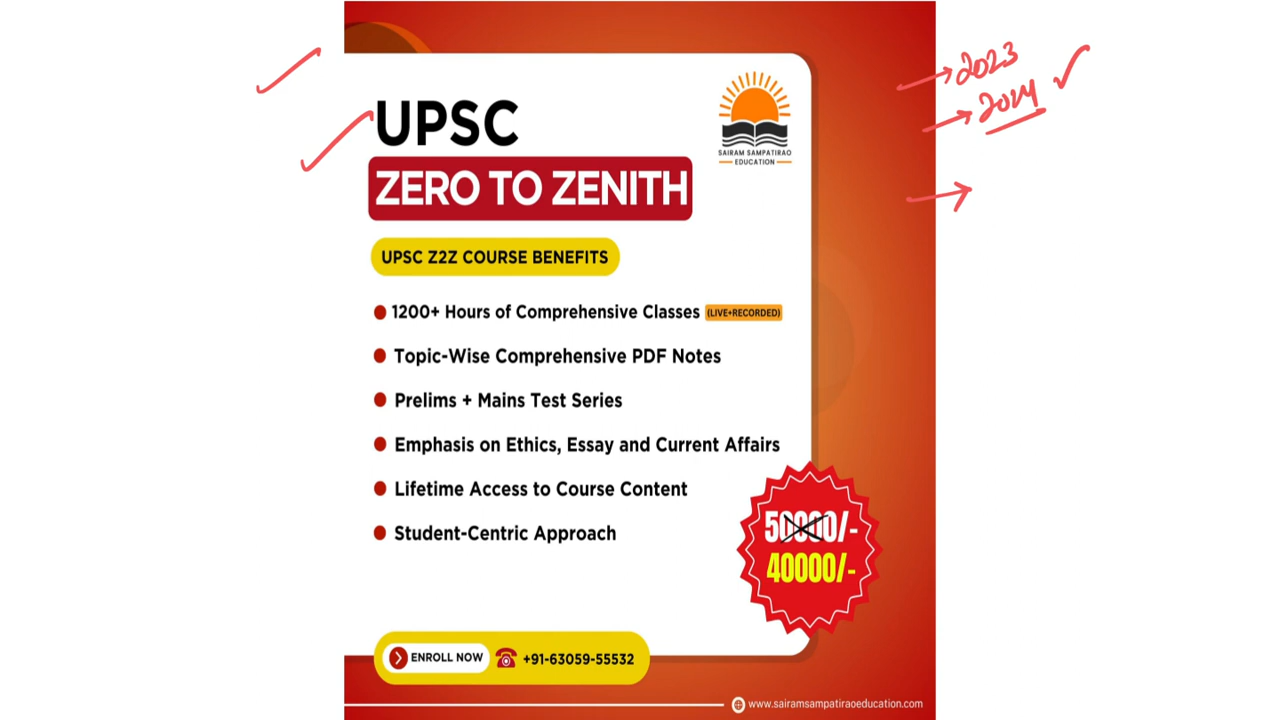 2023
2024
UPSC
SAIRAM SAMPATIRAO
EDUCATION
ZERO TO ZENITH
UPSC Z2Z COURSE BENEFITS
1200+ Hours of Comprehensive Classes (LIVE+RECORDED)
Topic-Wise Comprehensive PDF Notes
Prelims + Mains Test Series
Emphasis on Ethics, Essay and Current Affairs
Lifetime Access to Course Content
Student-Centric Approach
50000/-
40000/-
ENROLL NOW +91-63059-55532
www.sairamsampatiraoeducation.com